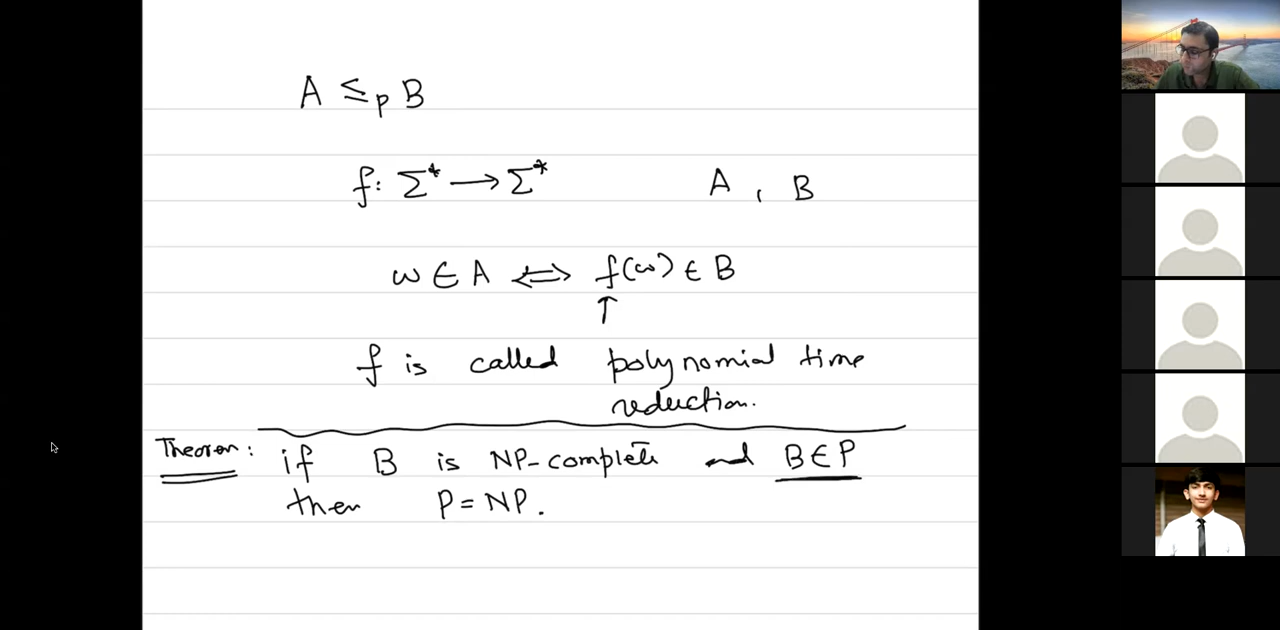 A ≤p B
f: Σ* → Σ* A , B
w ∈ A ⟺ f(w) ∈ B
↑
f is called polynomial time
reduction.
Theorem: if B is NP-complete and B∈P
then P = NP.